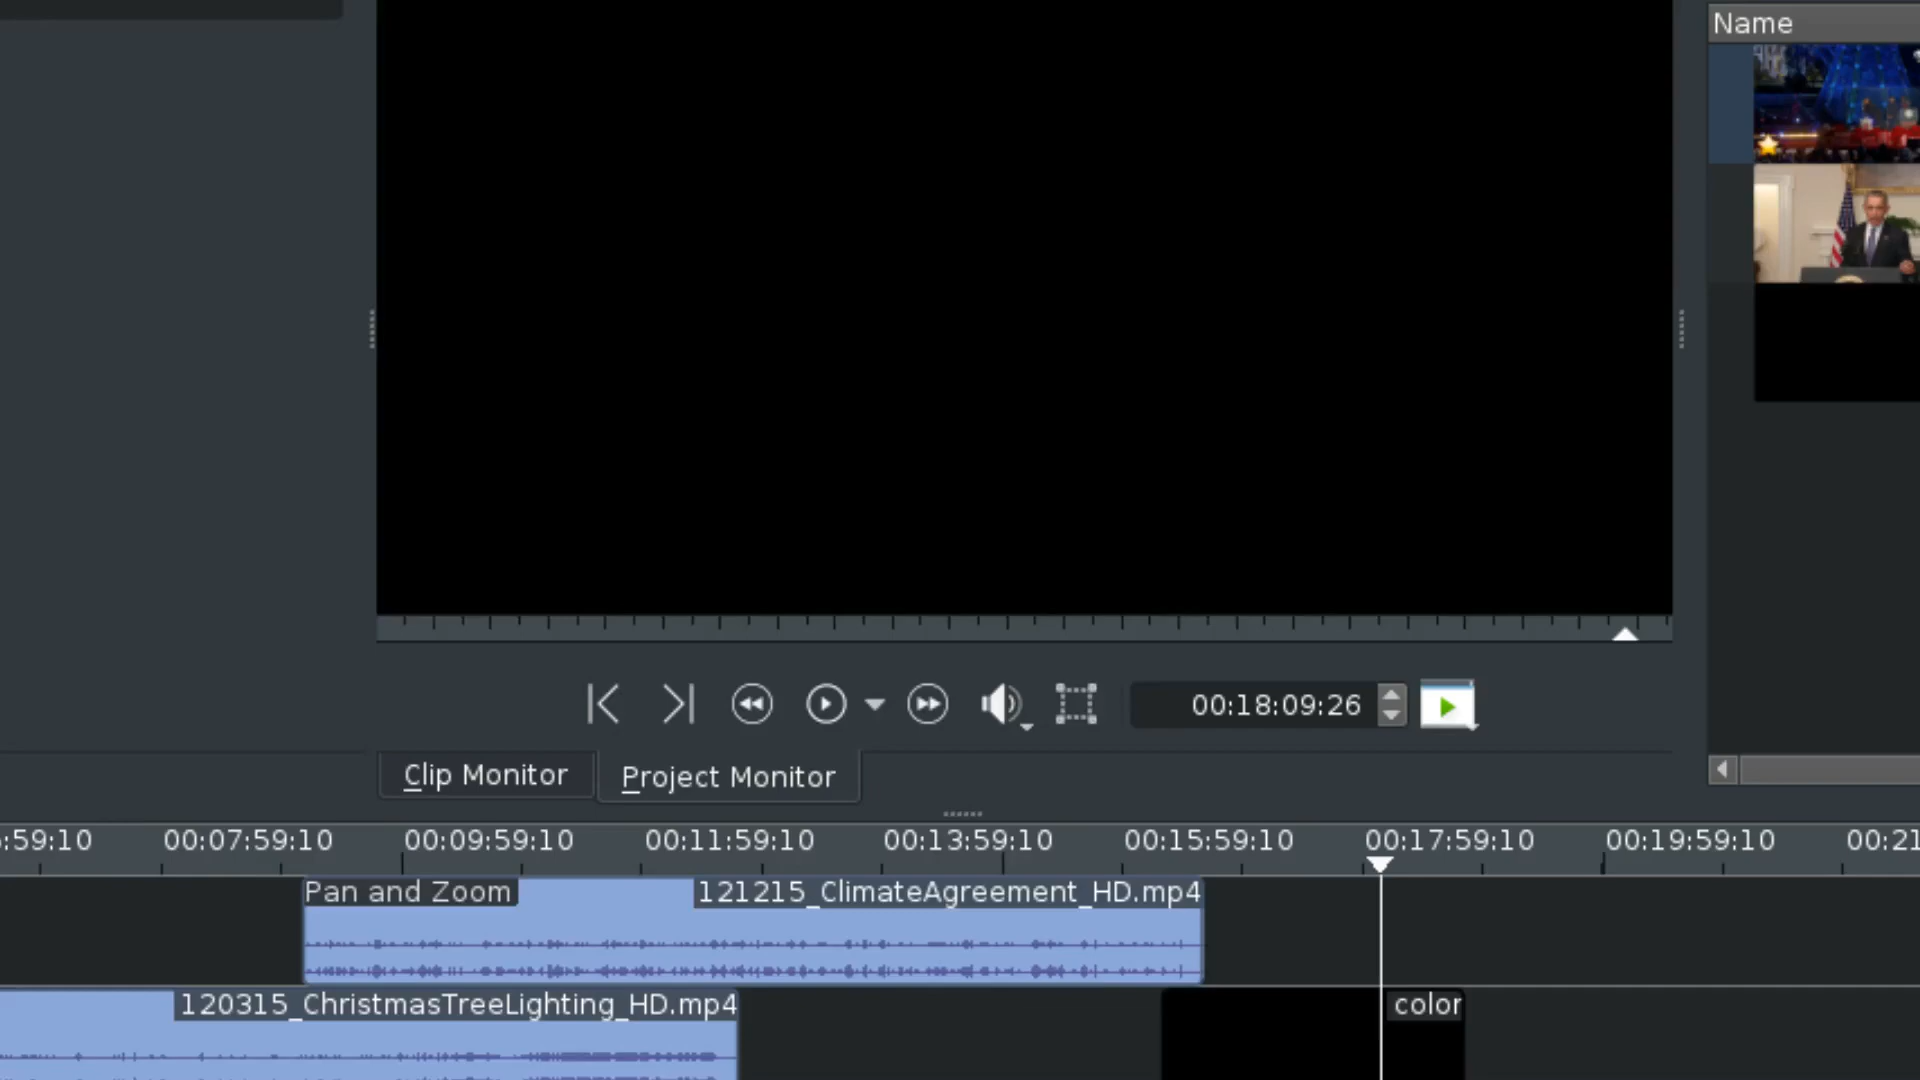 Name
00:18:09:26
Clip Monitor
Project Monitor
:59:10 00:07:59:10 00:09:59:10 00:11:59:10 00:13:59:10 00:15:59:10 00:17:59:10 00:19:59:10 00:21
Pan and Zoom 121215_ClimateAgreement_HD.mp4
120315_ChristmasTreeLighting_HD.mp4 color